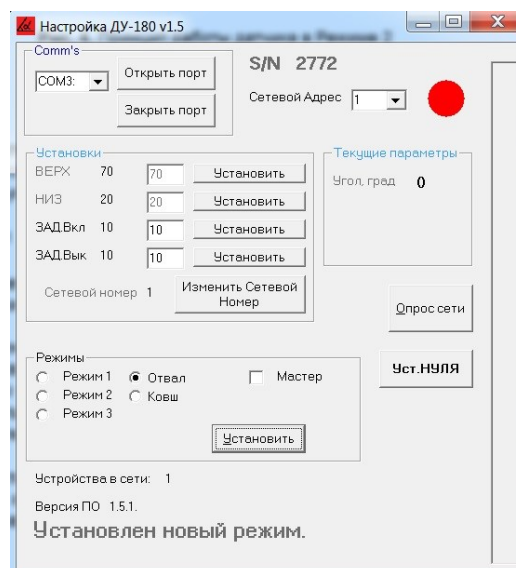 Настройка ДУ-180 v1.5
Comm's
COM3:
Открыть порт
Закрыть порт
S/N 2772
Сетевой Адрес 1
Установки
ВЕРХ 70 70 Установить
НИЗ 20 20 Установить
ЗАД.Вкл 10 10 Установить
ЗАД.Вык 10 10 Установить
Сетевой номер 1
Изменить Сетевой
Номер
Текущие параметры
Угол, град 0
Опрос сети
Уст.НУЛЯ
Режимы
Режим 1 Отвал Мастер
Режим 2 Ковш
Режим 3
Установить
Устройства в сети: 1
Версия ПО 1.5.1.
Установлен новый режим.